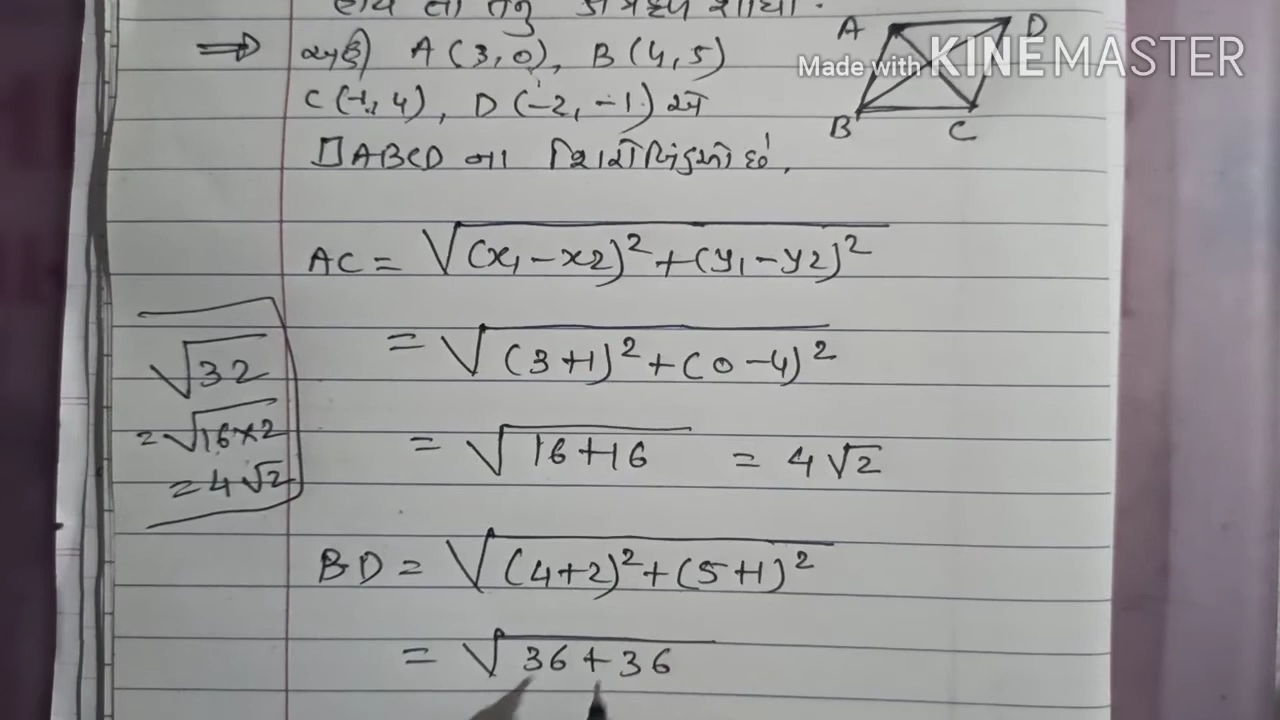 હોય તો તેનું ક્ષેત્રફળ શોધો.
⇒ અહીં A (3,0), B (4,5)
C (-1, 4), D (-2, -1) એ
□ABCD ના શિરોબિંદુઓ છે.
A D
B C
Made with KINEMASTER
AC = √(x₁ - x2)² + (y₁ - y2)²
= √(3+1)² + (0-4)²
= √16+16 = 4√2
√32
= √16×2
= 4√2
BD = √(4+2)² + (5+1)²
= √36+36